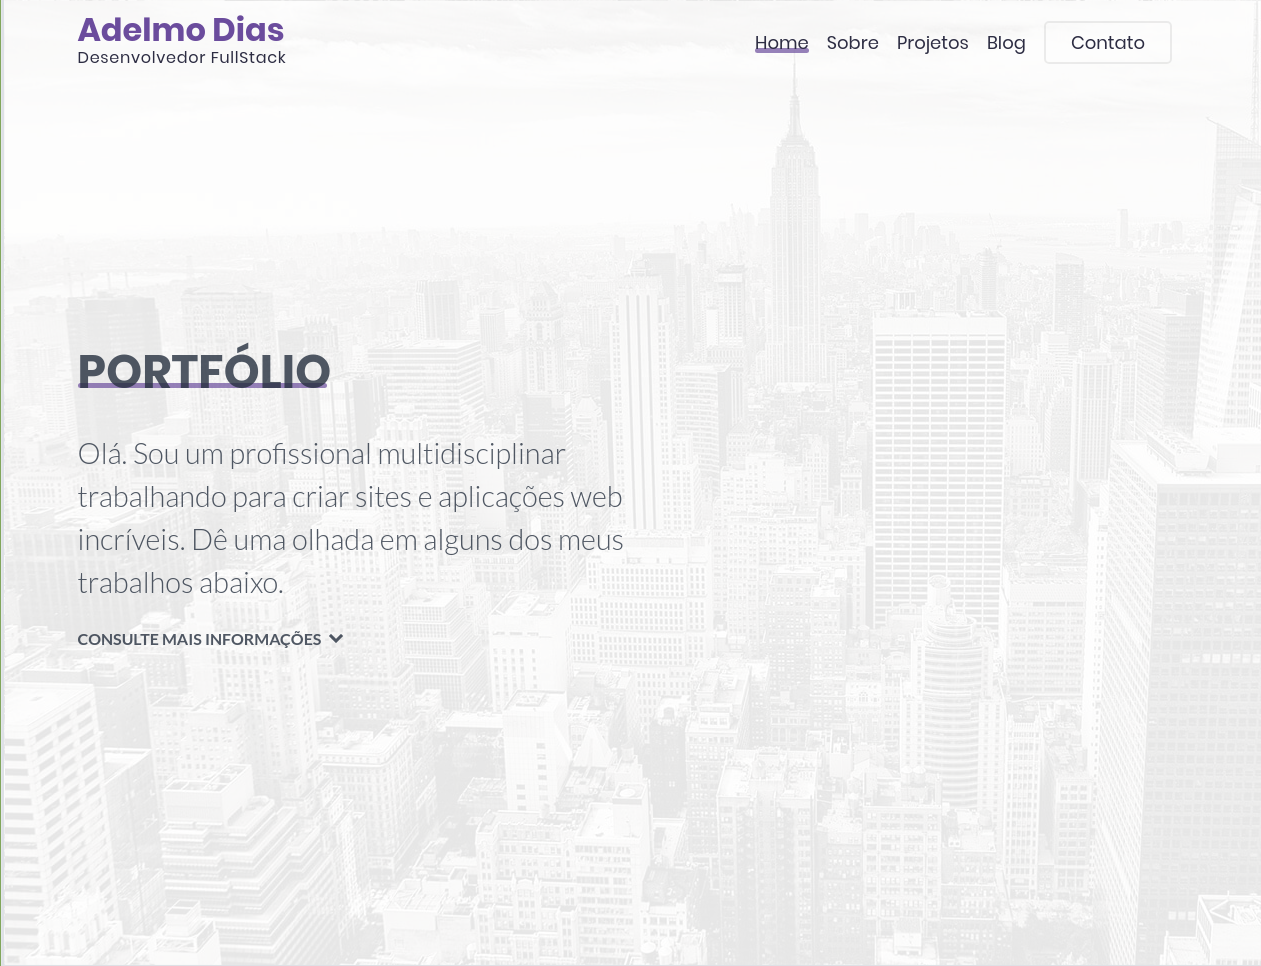 Adelmo Dias
Desenvolvedor FullStack
Home Sobre Projetos Blog Contato
PORTFÓLIO
Olá. Sou um profissional multidisciplinar
trabalhando para criar sites e aplicações web
incríveis. Dê uma olhada em alguns dos meus
trabalhos abaixo.
CONSULTE MAIS INFORMAÇÕES